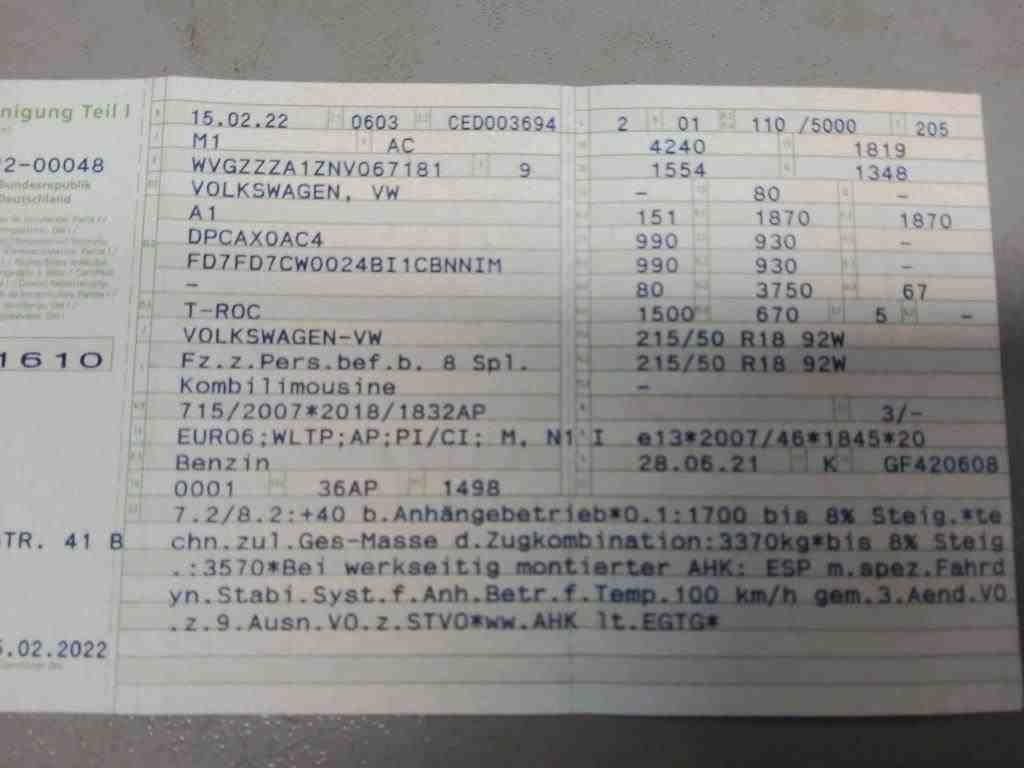 nigung Teil I
2-00048
Bundesrepublik
Deutschland
1610
STR. 41 B
5.02.2022
15.02.22 0603 CED003694
M1 AC
WVGZZZA1ZNV067181 9
VOLKSWAGEN, VW
A1
DPCAX0AC4
FD7FD7CW0024BI1CBNNIM
–
T-ROC
VOLKSWAGEN-VW
Fz.z.Pers.bef.b. 8 Spl.
Kombilimousine
715/2007*2018/1832AP
EURO6;WLTP;AP;PI/CI; M, N1 I
Benzin
0001 36AP 1498
2 01 110 /5000 205
4240 1819
1554 1348
– 80 –
151 1870 1870
990 930 –
990 930 –
80 3750 67
1500 670 5 –
215/50 R18 92W
215/50 R18 92W
–
3/-
e13*2007/46*1845*20
28.06.21 K GF420608
7.2/8.2:+40 b.Anhängebetrieb*O.1:1700 bis 8% Steig.*te
chn.zul.Ges-Masse d.Zugkombination:3370kg*bis 8% Steig
.:3570*Bei werkseitig montierter AHK: ESP m.spez.Fahrd
yn.Stabi.Syst.f.Anh.Betr.f.Temp.100 km/h gem.3.Aend.VO
.z.9.Ausn.VO.z.STVO*ww.AHK lt.EGTG*